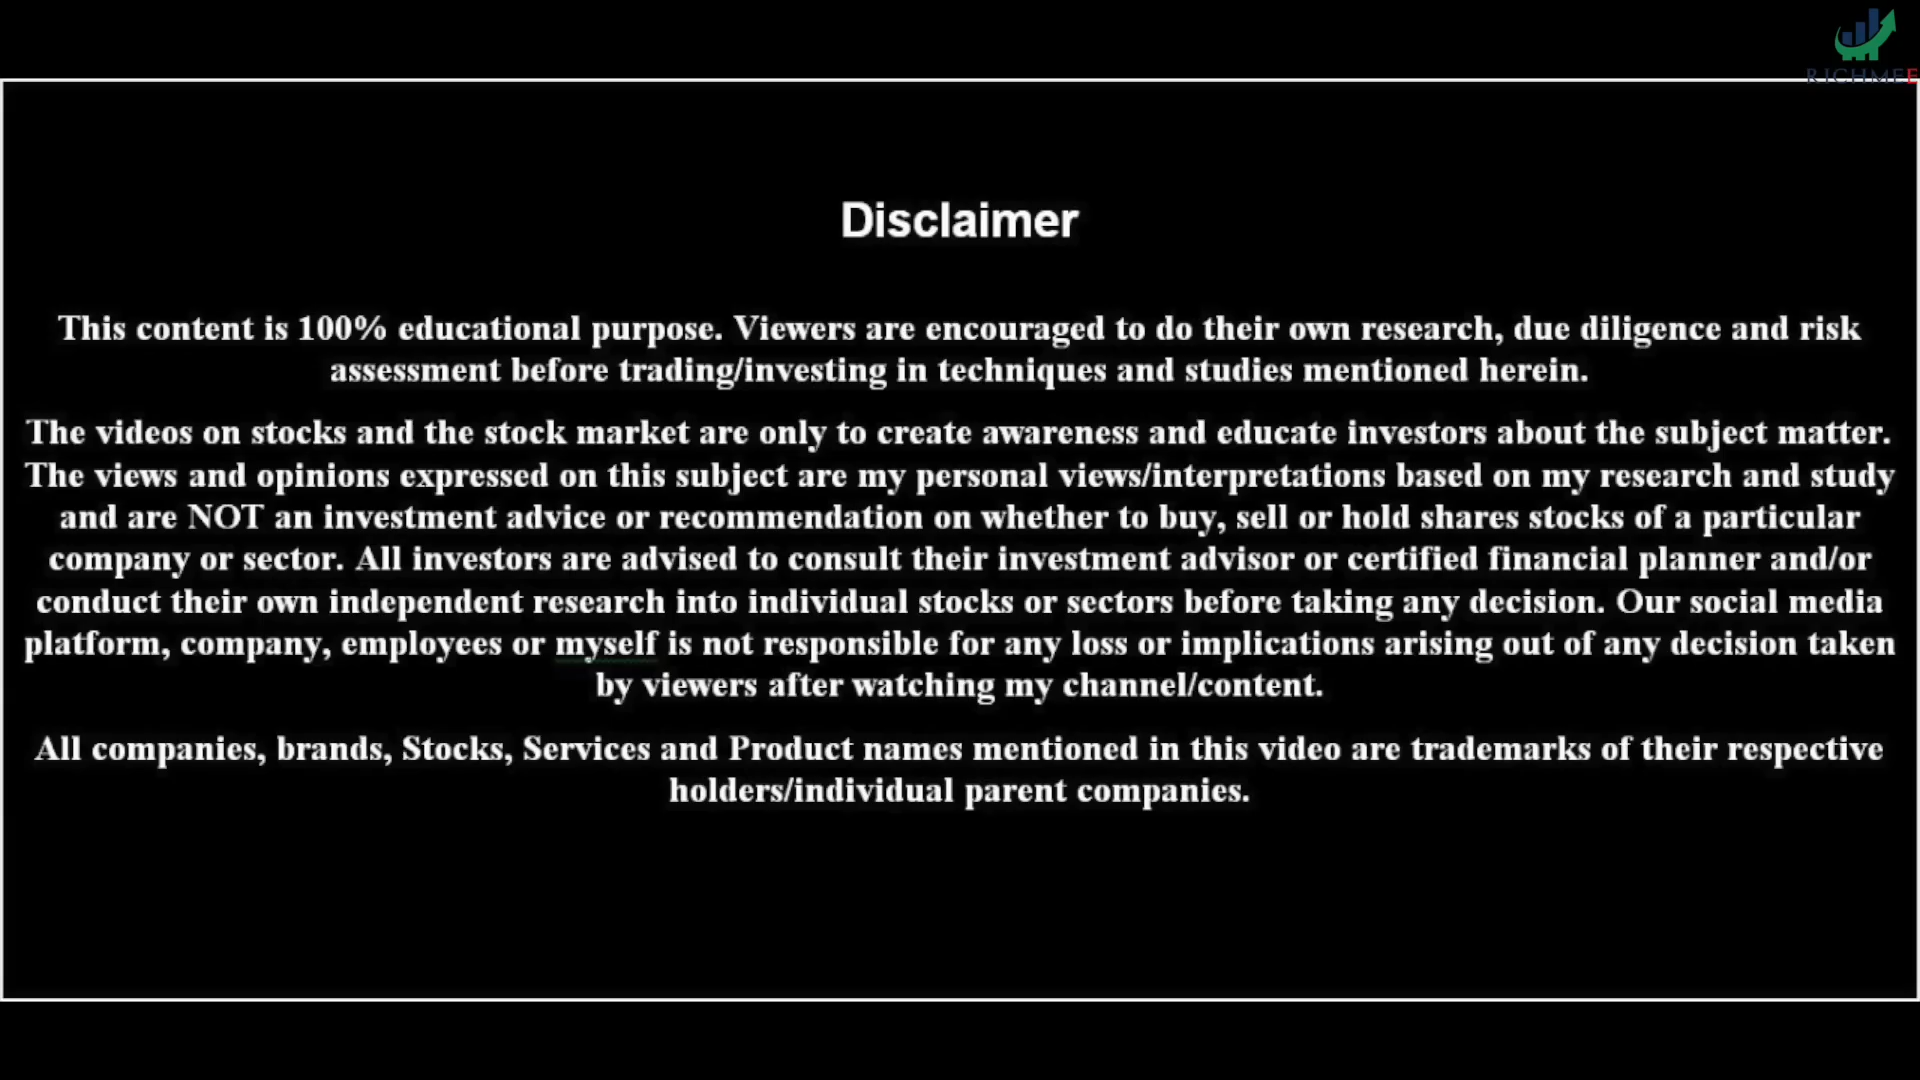 RICHMEE
Disclaimer
This content is 100% educational purpose. Viewers are encouraged to do their own research, due diligence and risk
assessment before trading/investing in techniques and studies mentioned herein.
The videos on stocks and the stock market are only to create awareness and educate investors about the subject matter.
The views and opinions expressed on this subject are my personal views/interpretations based on my research and study
and are NOT an investment advice or recommendation on whether to buy, sell or hold shares stocks of a particular
company or sector. All investors are advised to consult their investment advisor or certified financial planner and/or
conduct their own independent research into individual stocks or sectors before taking any decision. Our social media
platform, company, employees or myself is not responsible for any loss or implications arising out of any decision taken
by viewers after watching my channel/content.
All companies, brands, Stocks, Services and Product names mentioned in this video are trademarks of their respective
holders/individual parent companies.